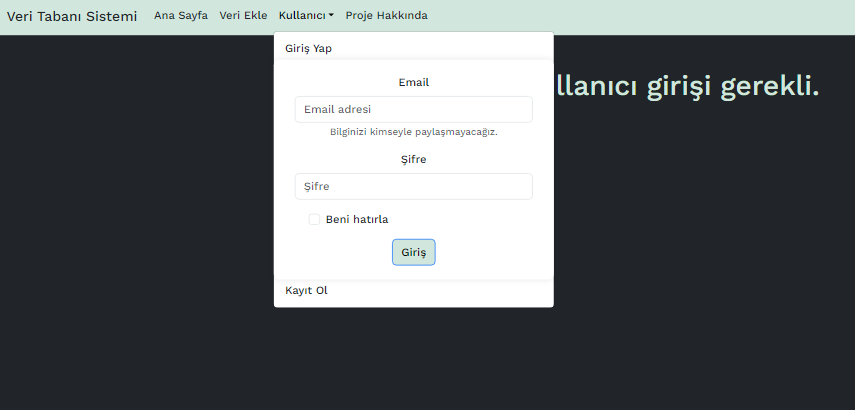 Veri Tabanı Sistemi Ana Sayfa Veri Ekle Kullanıcı Proje Hakkında
Giriş Yap
girişi gerekli.
Email
Email adresi
Bilginizi kimseyle paylaşmayacağız.
Şifre
Şifre
Beni hatırla
Giriş
Kayıt Ol